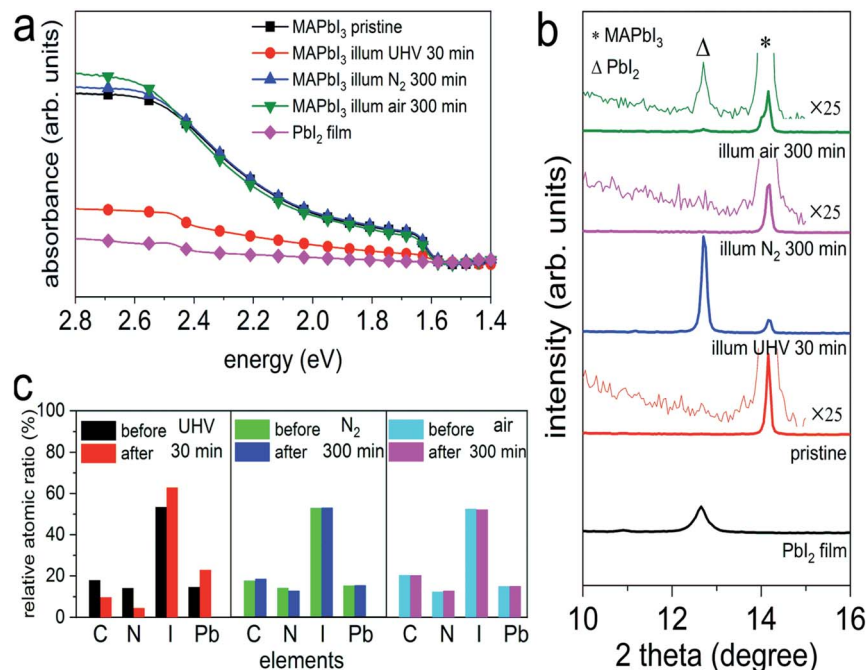 a
absorbance (arb. units)
MAPbI₃ pristine
MAPbI₃ illum UHV 30 min
MAPbI₃ illum N₂ 300 min
MAPbI₃ illum air 300 min
PbI₂ film
2.8 2.6 2.4 2.2 2.0 1.8 1.6 1.4
energy (eV)
b
intensity (arb. units)
* MAPbI₃
Δ PbI₂
Δ
*
×25
illum air 300 min
×25
illum N₂ 300 min
illum UHV 30 min
×25
pristine
PbI₂ film
10 12 14 16
2 theta (degree)
c
relative atomic ratio (%)
100
80
60
40
20
0
before UHV
after 30 min
before N₂
after 300 min
before air
after 300 min
C N I Pb C N I Pb C N I Pb
elements